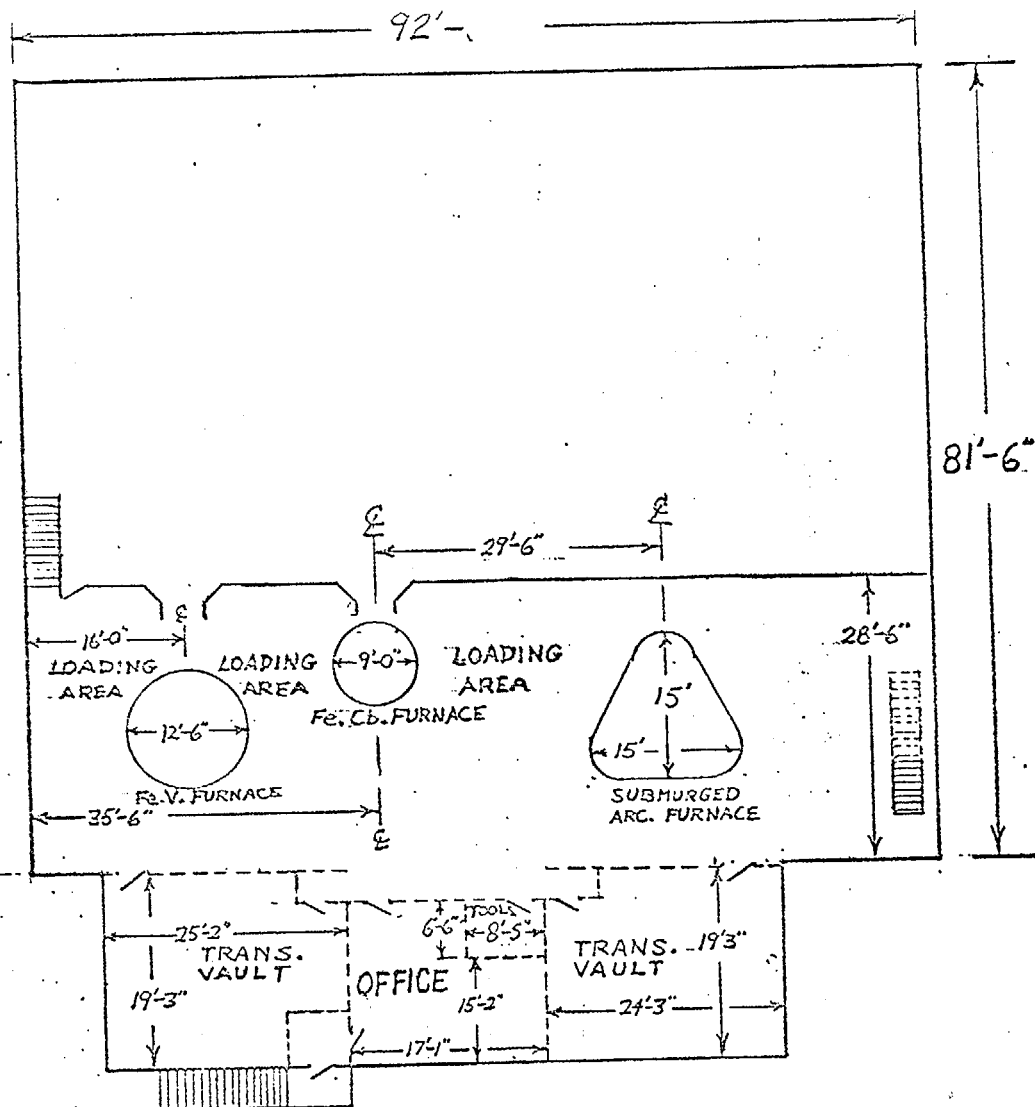 92'-
81'-6"
℄
℄
29'-6"
℄
16'-0"
28'-6"
LOADING
AREA
LOADING
AREA
9'-0"
LOADING
AREA
15'
Fe. Cb. FURNACE
12'-6"
15'-
Fe. V. FURNACE
SUBMURGED
ARC. FURNACE
35'-6"
℄
TOOLS
6'-6"
8'-5"
25'-2"
TRANS.
VAULT
TRANS.
VAULT
19'3"
OFFICE
19'-3"
15'-2"
24'-3"
17'-1"